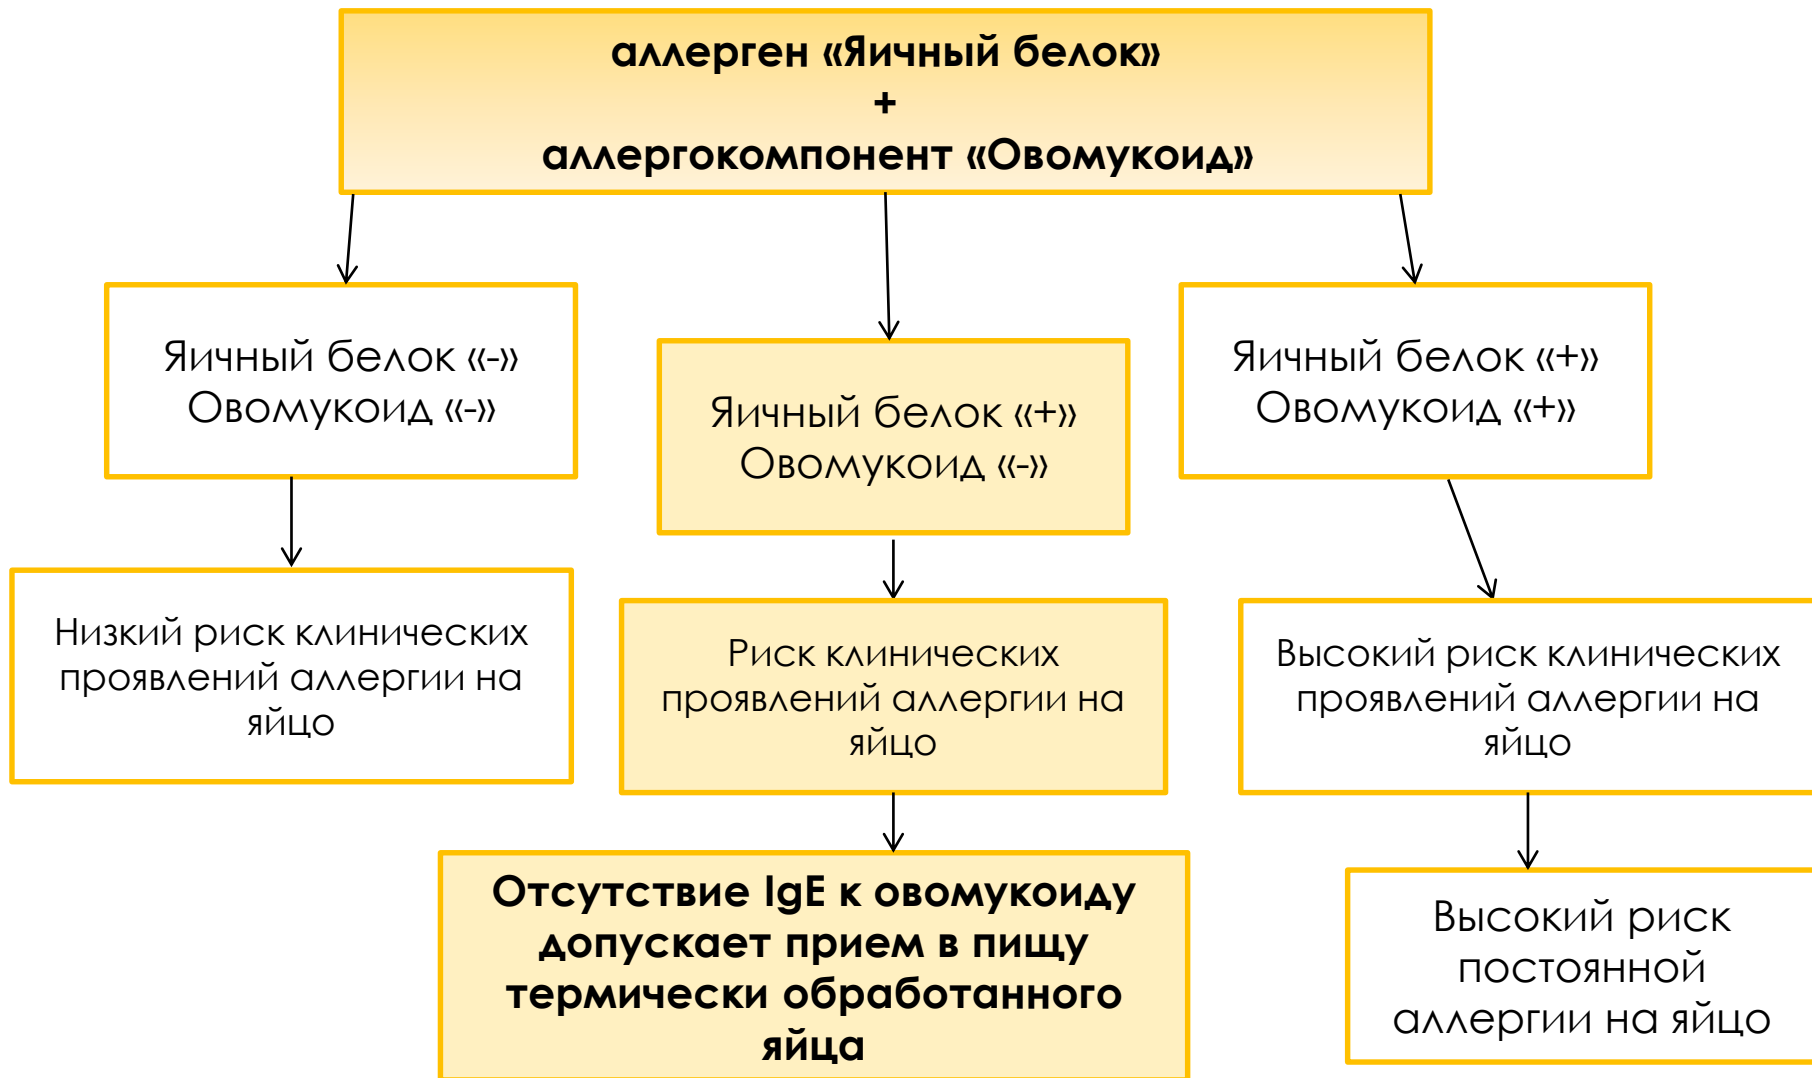 аллерген «Яичный белок»
+
аллергокомпонент «Овомукоид»
Яичный белок «-»
Овомукоид «-»
Яичный белок «+»
Овомукоид «-»
Яичный белок «+»
Овомукоид «+»
Низкий риск клинических
проявлений аллергии на
яйцо
Риск клинических
проявлений аллергии на
яйцо
Высокий риск клинических
проявлений аллергии на
яйцо
Отсутствие IgE к овомукоиду
допускает прием в пищу
термически обработанного
яйца
Высокий риск
постоянной
аллергии на яйцо